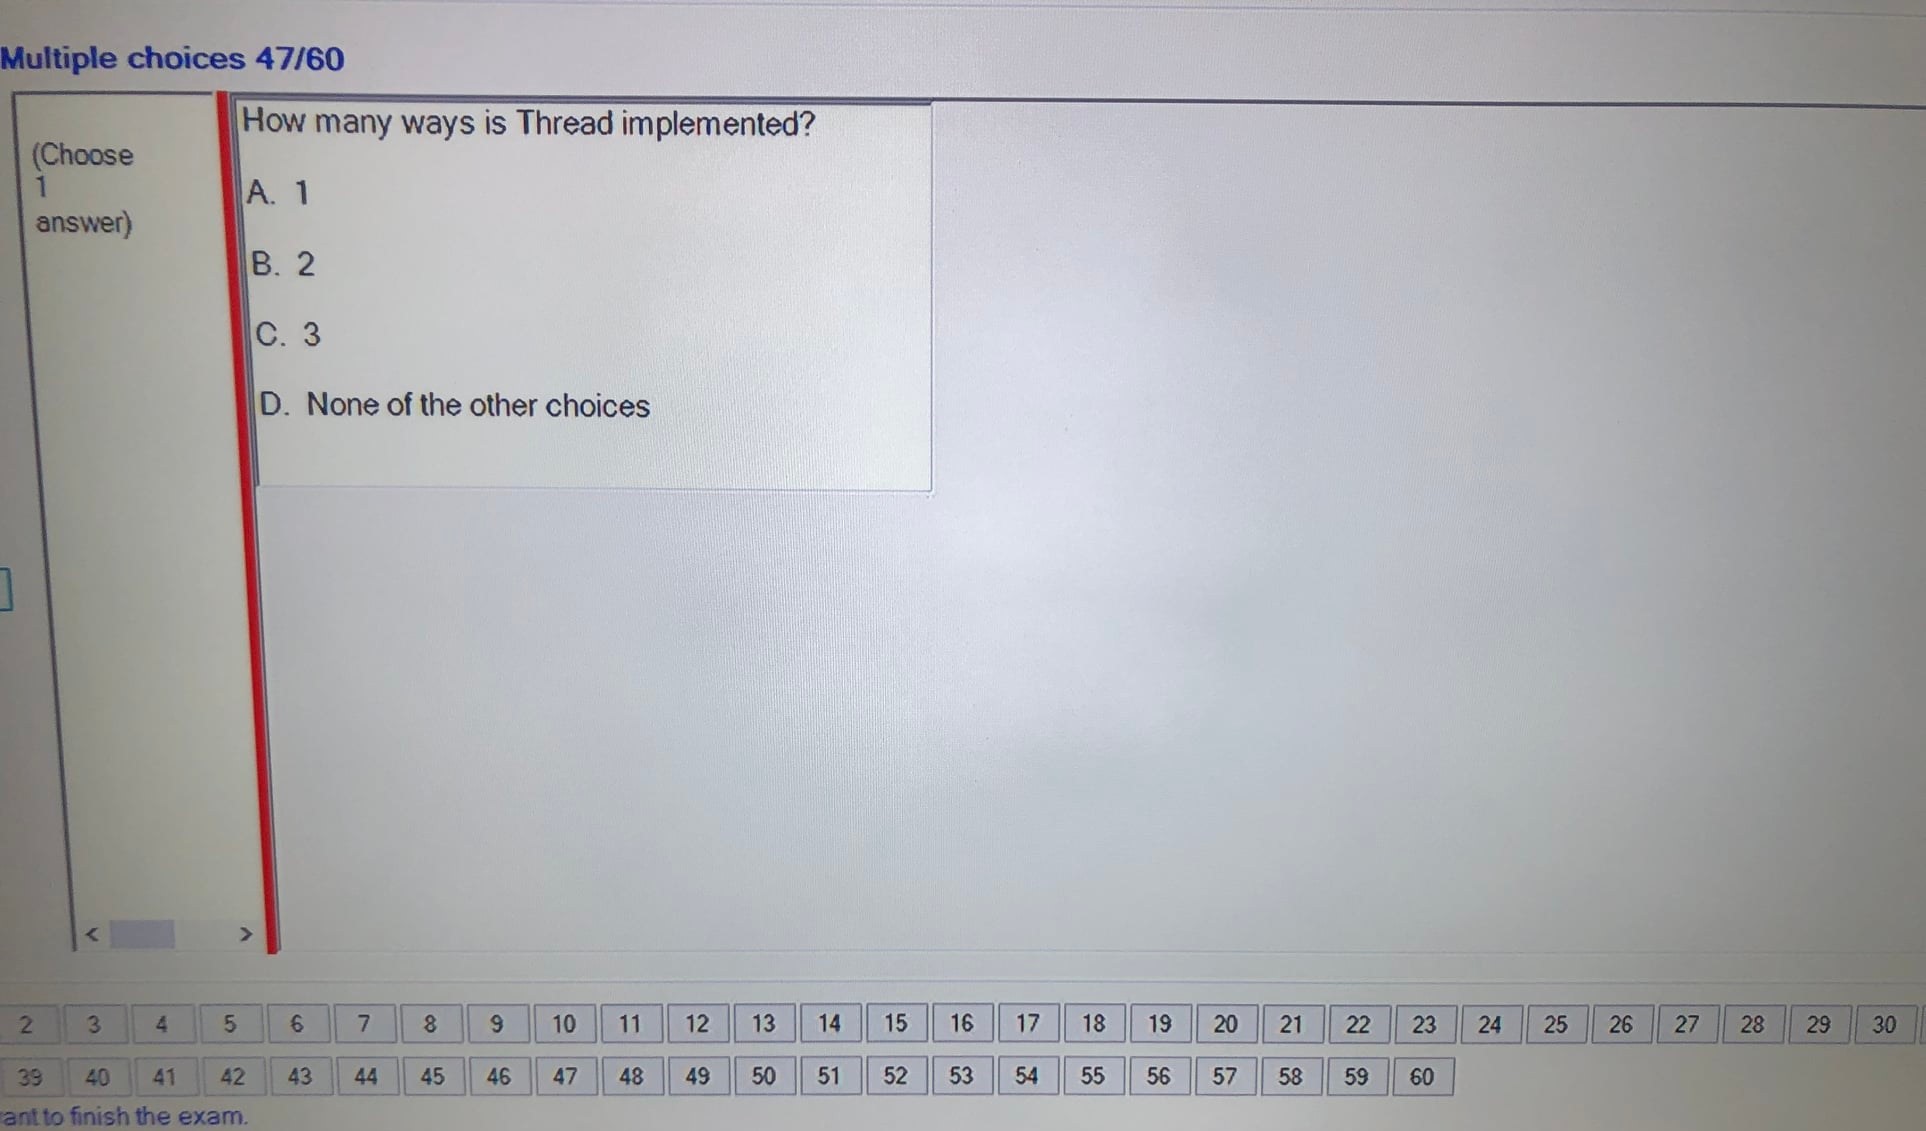 Multiple choices 47/60
(Choose
1
answer)
How many ways is Thread implemented?
A. 1
B. 2
C. 3
D. None of the other choices
< >
2 3 4 5 6 7 8 9 10 11 12 13 14 15 16 17 18 19 20 21 22 23 24 25 26 27 28 29 30
39 40 41 42 43 44 45 46 47 48 49 50 51 52 53 54 55 56 57 58 59 60
to finish the exam.